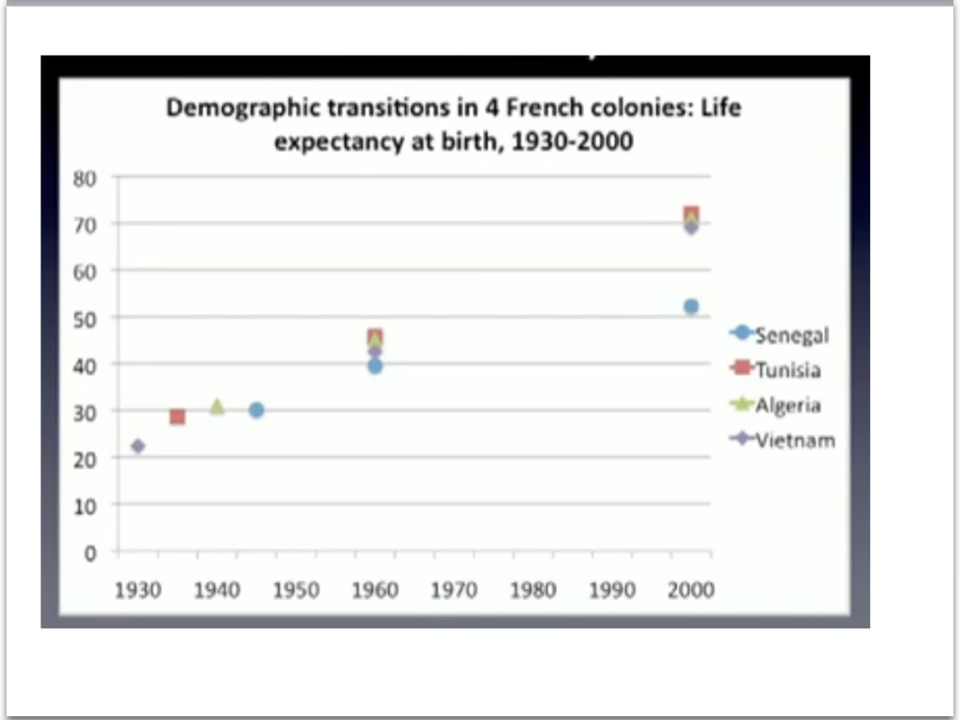 Demographic transitions in 4 French colonies: Life
expectancy at birth, 1930-2000
80
70
60
50
40
30
20
10
0
1930 1940 1950 1960 1970 1980 1990 2000
Senegal
Tunisia
Algeria
Vietnam